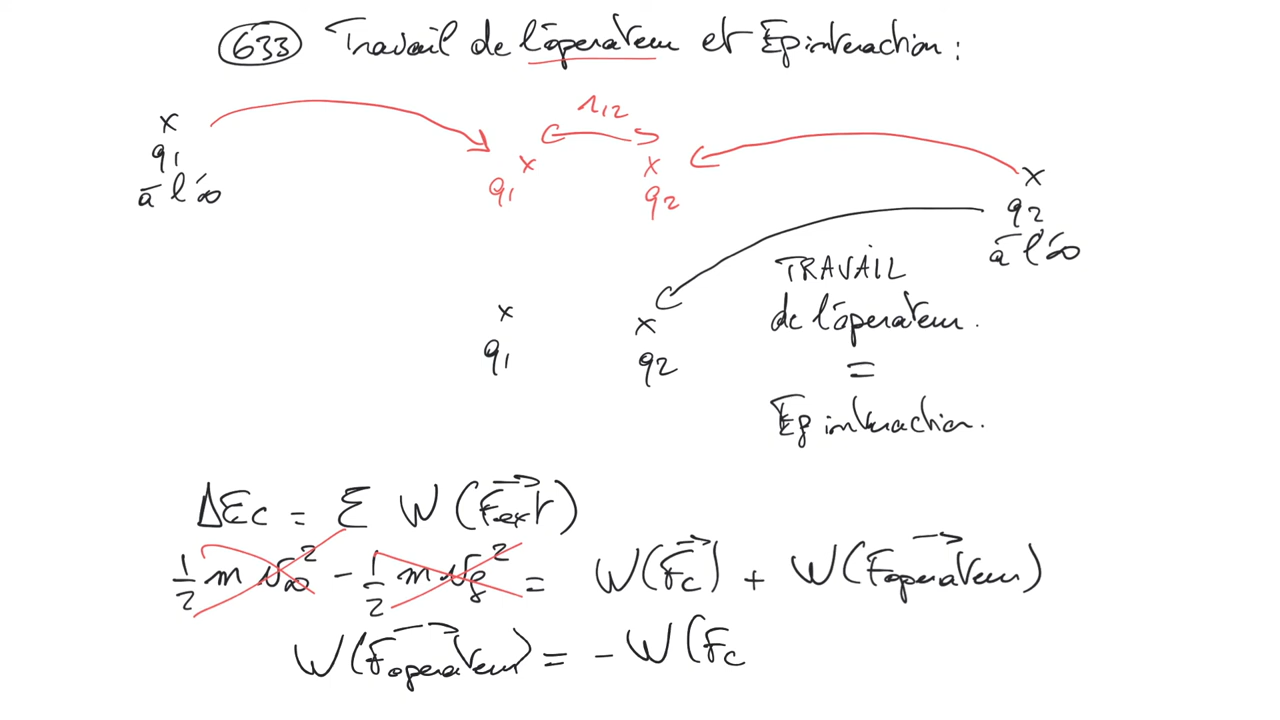 633 Travail de l'opérateur et Ep interaction :
r12
x x x x
q1 q1 q2 q2
à l'∞ à l'∞
TRAVAIL
x x de l'opérateur.
q1 q2 =
Ep interaction.
ΔEc = Σ W(Fext)
1/2 m v∞² - 1/2 m vf² = W(Fc) + W(Fopérateur)
W(Fopérateur) = - W(Fc